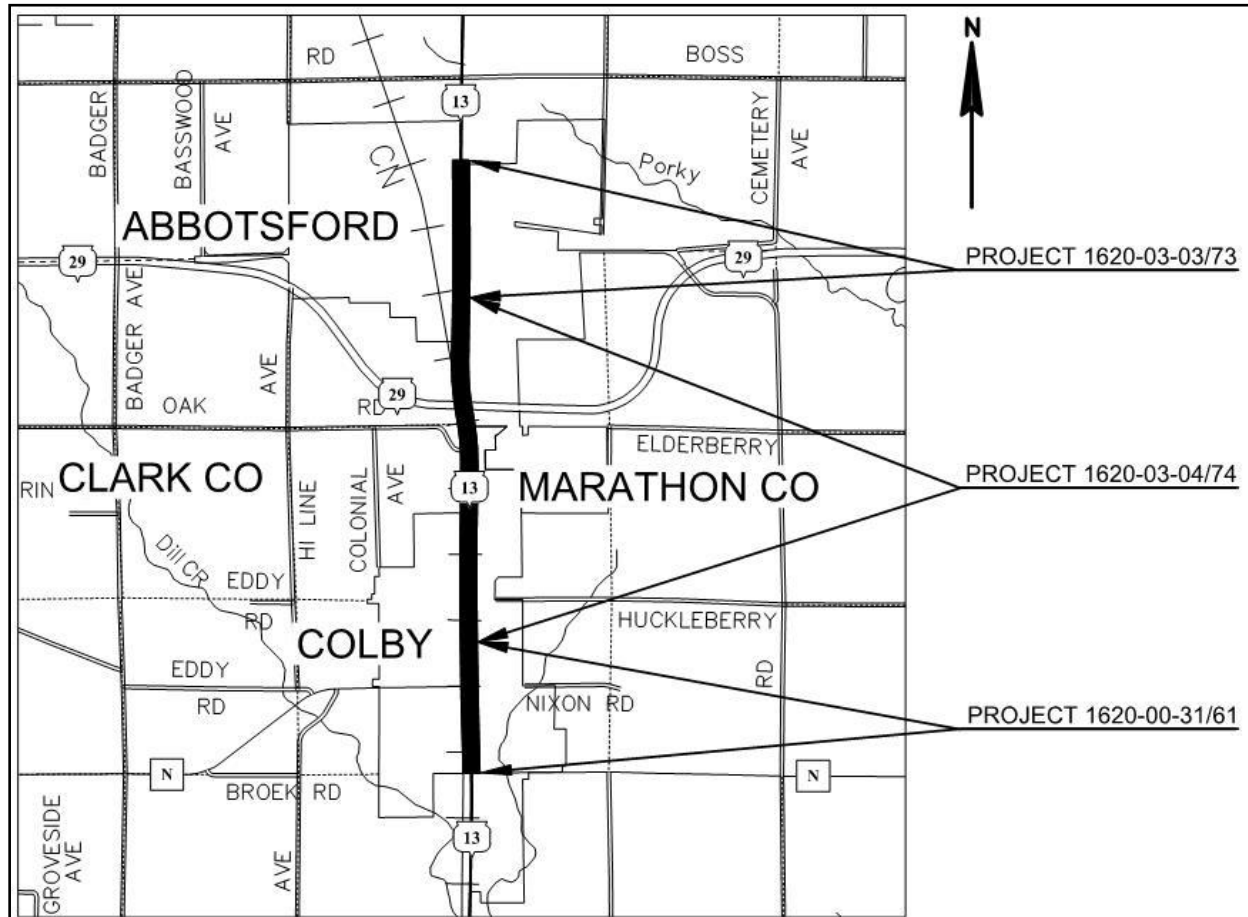 N
RD
BOSS
13
BADGER
BASSWOOD
AVE
CN
Porky
CEMETERY
AVE
ABBOTSFORD
29
29
PROJECT 1620-03-03/73
BADGER AVE
AVE
29
OAK
RD
ELDERBERRY
CLARK CO
RIN
13
MARATHON CO
PROJECT 1620-03-04/74
HI LINE
COLONIAL
AVE
Dill CR
EDDY
RD
HUCKLEBERRY
COLBY
EDDY
RD
NIXON RD
RD
PROJECT 1620-00-31/61
N
BROEK RD
N
GROVESIDE
AVE
AVE
13